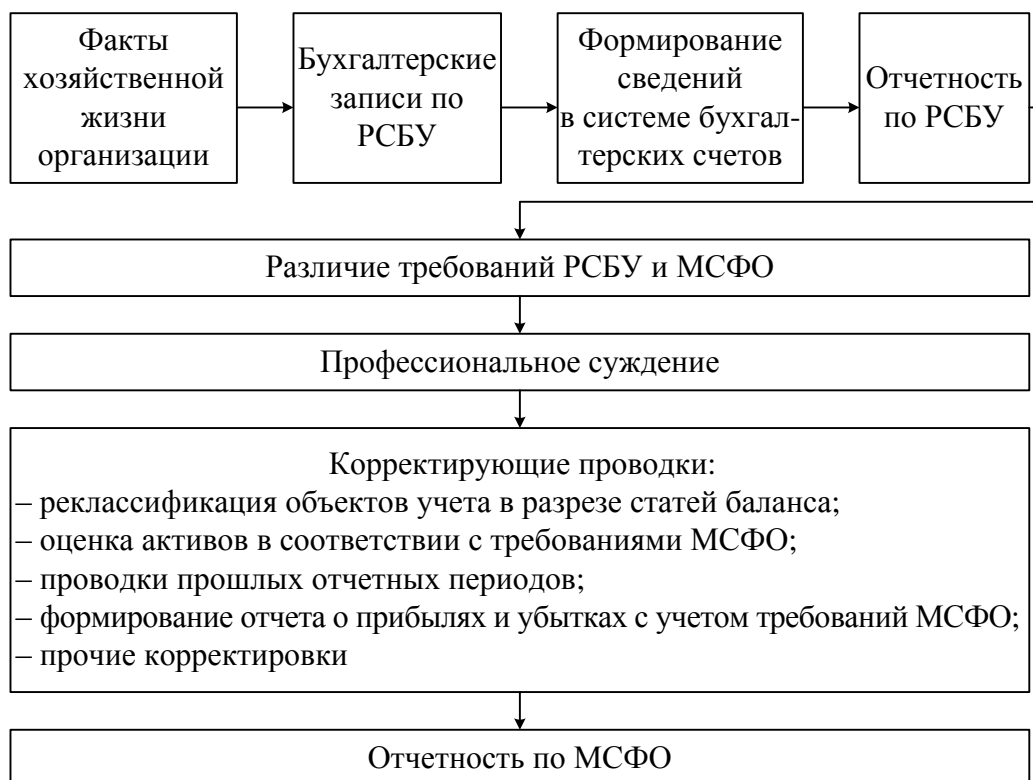 Факты
хозяйственной
жизни
организации
Бухгалтерские
записи по
РСБУ
Формирование
сведений
в системе бухгал-
терских счетов
Отчетность
по РСБУ
Различие требований РСБУ и МСФО
Профессиональное суждение
Корректирующие проводки:
– реклассификация объектов учета в разрезе статей баланса;
– оценка активов в соответствии с требованиями МСФО;
– проводки прошлых отчетных периодов;
– формирование отчета о прибылях и убытках с учетом требований МСФО;
– прочие корректировки
Отчетность по МСФО